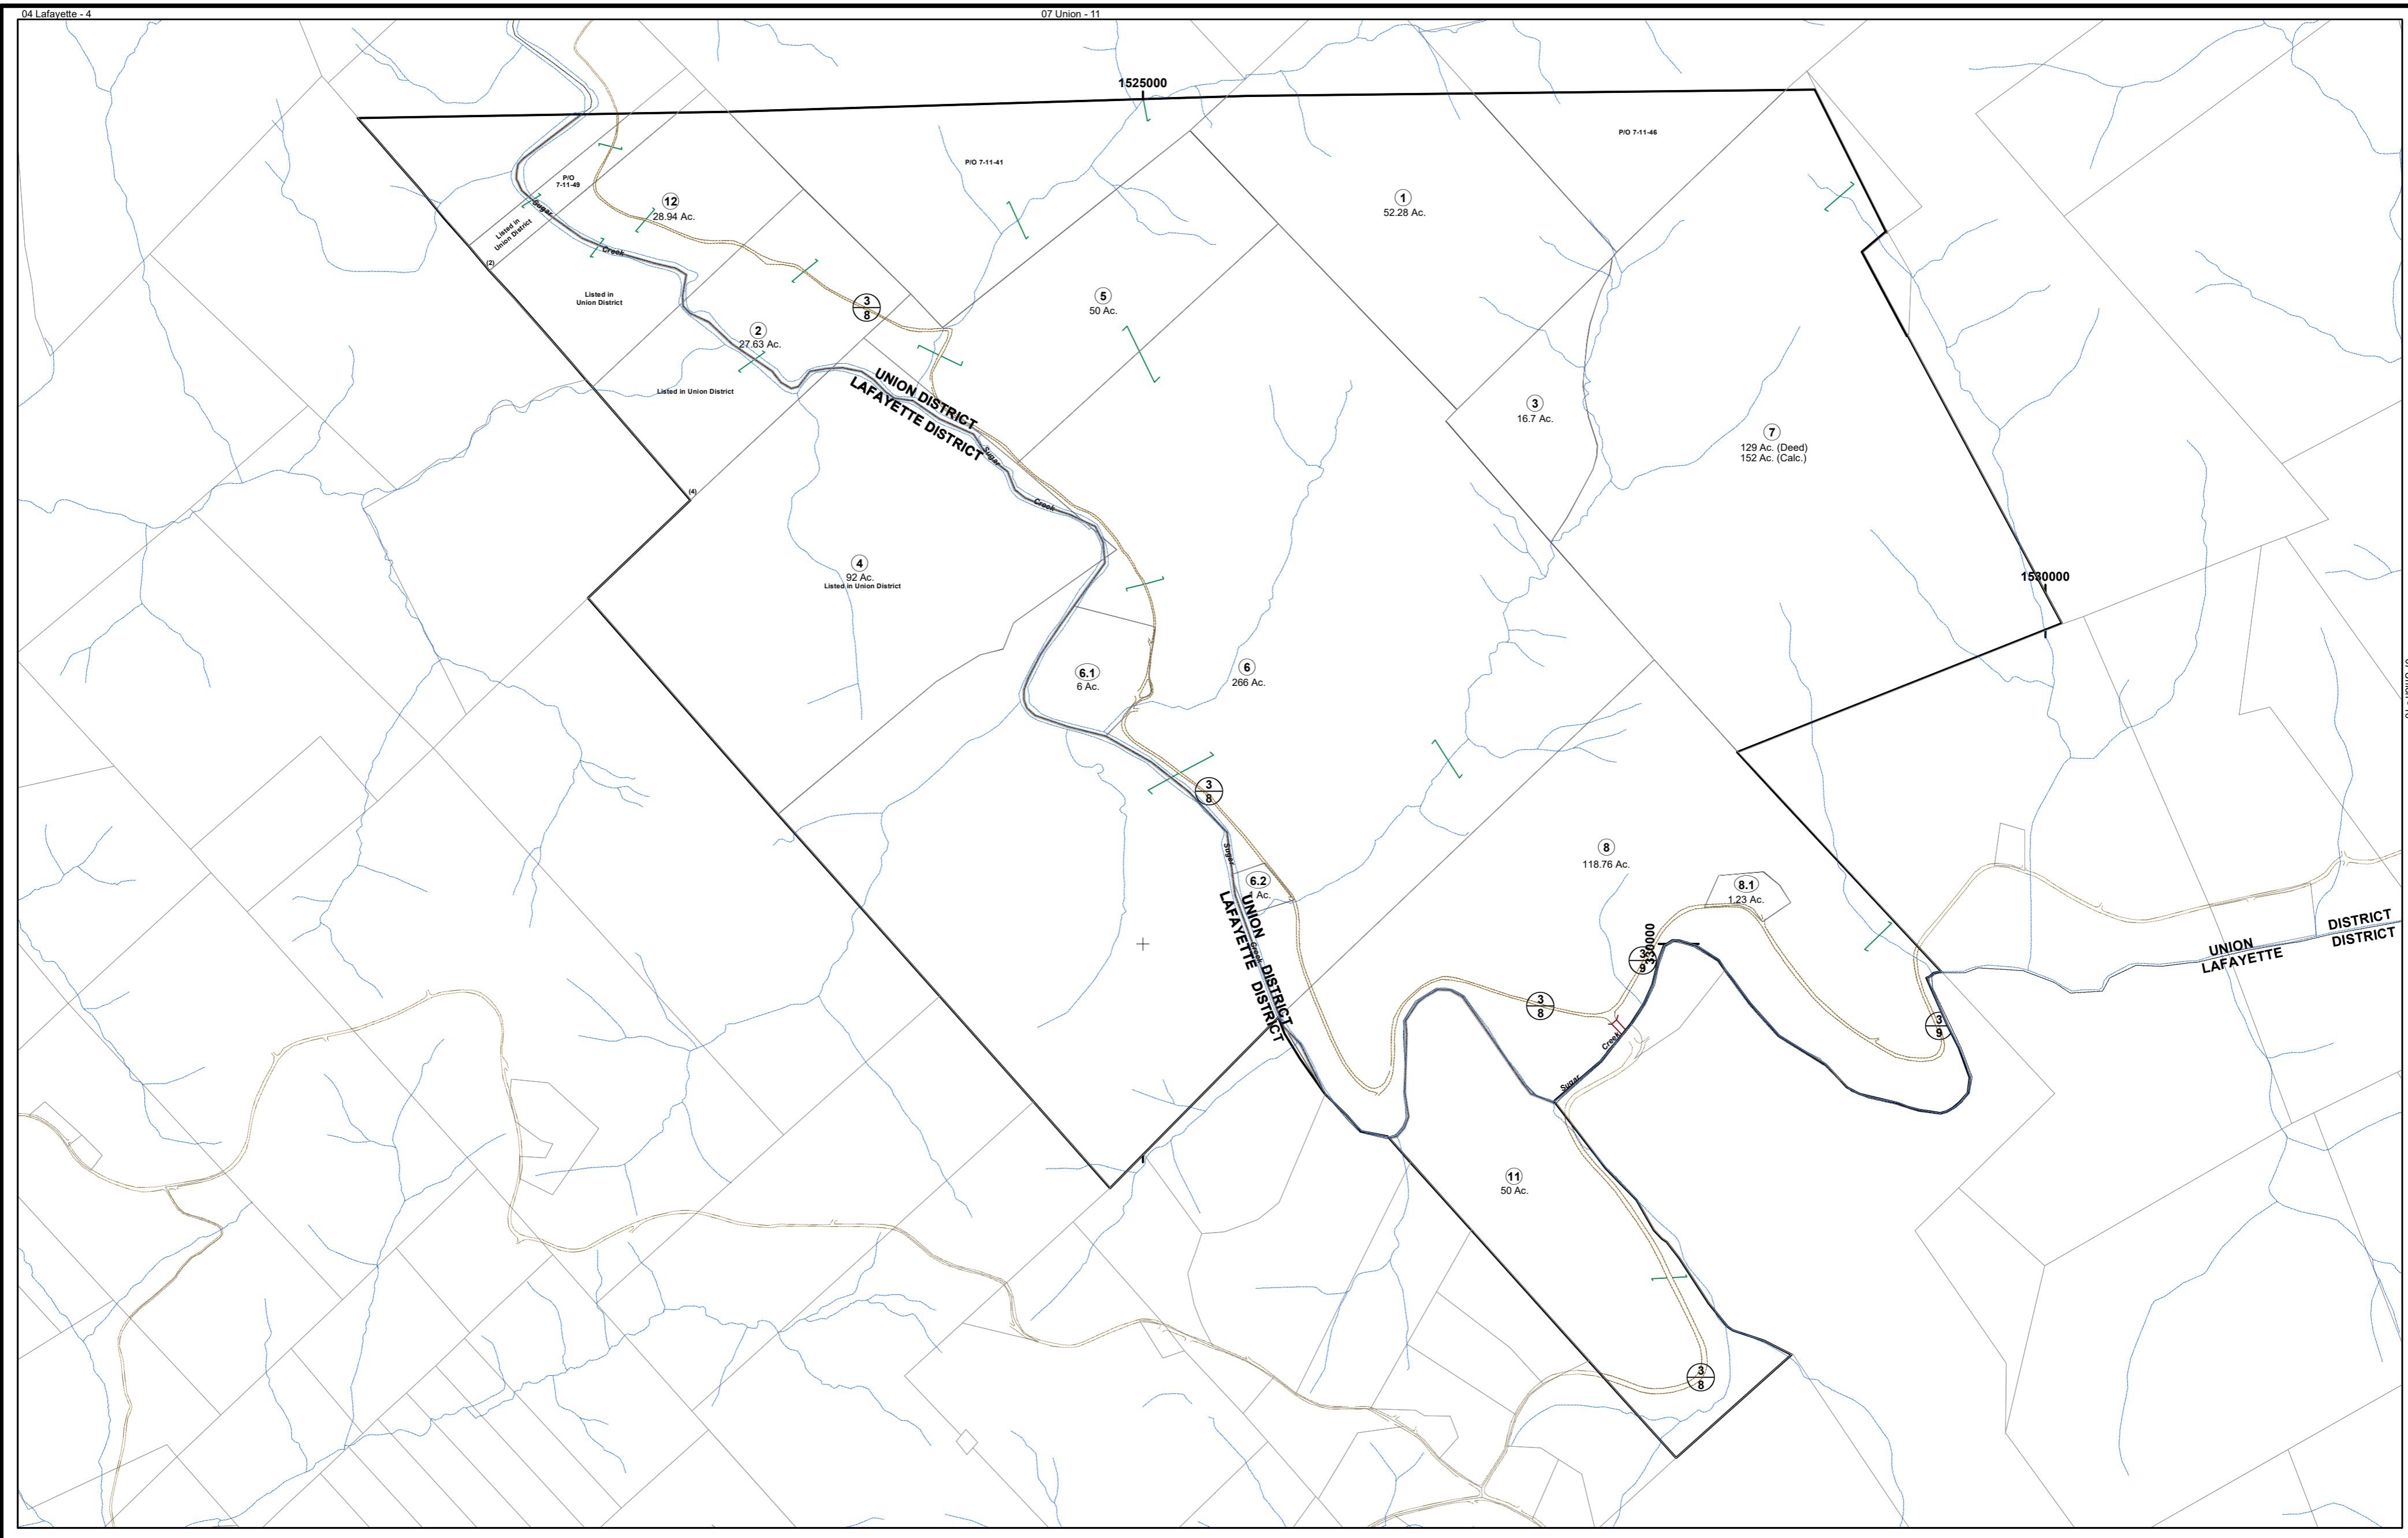 04 Lafayette - 4
07 Union - 11
1525000
P/O 7-11-46
P/O 7-11-41
P/O
7-11-49
12
28.94 Ac.
1
52.28 Ac.
Sugar
Creek
Listed in
Union District
(2)
Listed in
Union District
5
50 Ac.
3
8
2
27.63 Ac.
Listed in Union District
UNION DISTRICT
LAFAYETTE DISTRICT
3
16.7 Ac.
7
129 Ac. (Deed)
152 Ac. (Calc.)
Sugar
Creek
(4)
4
92 Ac.
Listed in Union District
1530000
6.1
6 Ac.
6
266 Ac.
3
8
Sugar
Creek
6.2
Ac.
UNION DISTRICT
LAFAYETTE DISTRICT
8
118.76 Ac.
8.1
1.23 Ac.
330000
3
9
3
8
3
9
UNION DISTRICT
LAFAYETTE DISTRICT
Creek
Sugar
11
50 Ac.
3
8